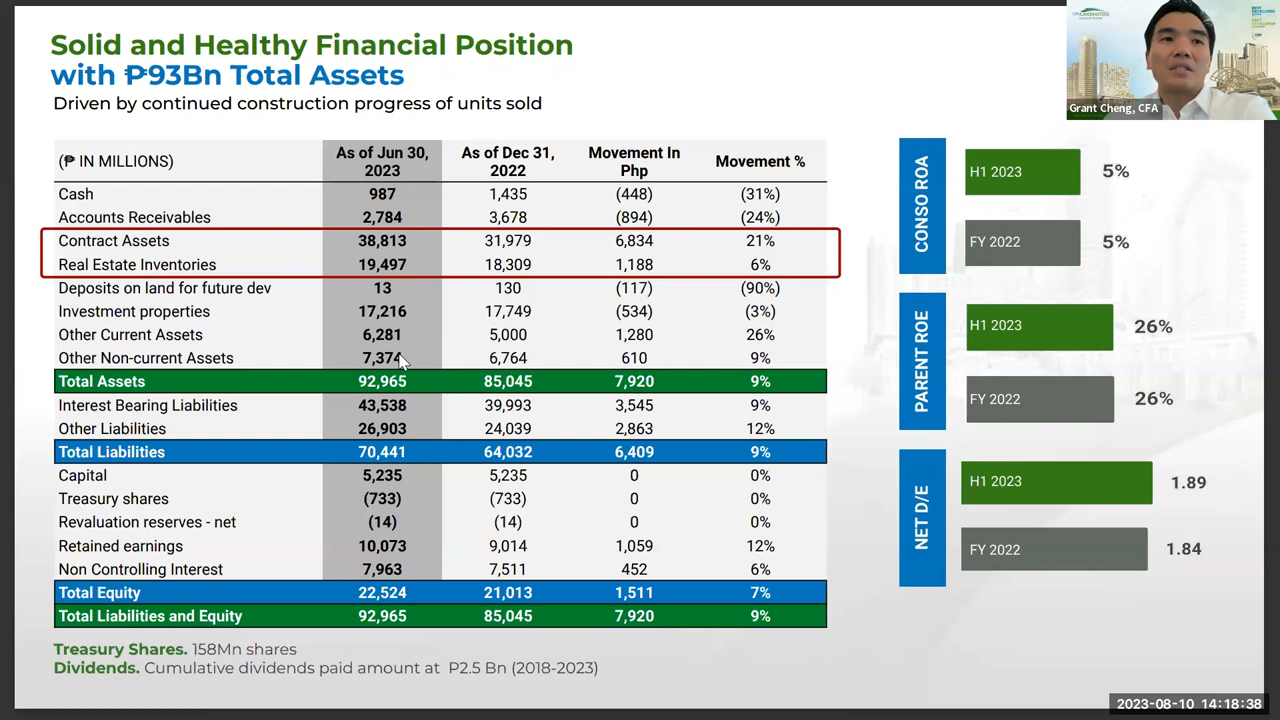 Solid and Healthy Financial Position
with ₱93Bn Total Assets
Driven by continued construction progress of units sold
(₱ IN MILLIONS) As of Jun 30, 2023 As of Dec 31, 2022 Movement In Php Movement %
Cash 987 1,435 (448) (31%)
Accounts Receivables 2,784 3,678 (894) (24%)
Contract Assets 38,813 31,979 6,834 21%
Real Estate Inventories 19,497 18,309 1,188 6%
Deposits on land for future dev 13 130 (117) (90%)
Investment properties 17,216 17,749 (534) (3%)
Other Current Assets 6,281 5,000 1,280 26%
Other Non-current Assets 7,374 6,764 610 9%
Total Assets 92,965 85,045 7,920 9%
Interest Bearing Liabilities 43,538 39,993 3,545 9%
Other Liabilities 26,903 24,039 2,863 12%
Total Liabilities 70,441 64,032 6,409 9%
Capital 5,235 5,235 0 0%
Treasury shares (733) (733) 0 0%
Revaluation reserves - net (14) (14) 0 0%
Retained earnings 10,073 9,014 1,059 12%
Non Controlling Interest 7,963 7,511 452 6%
Total Equity 22,524 21,013 1,511 7%
Total Liabilities and Equity 92,965 85,045 7,920 9%
Treasury Shares. 158Mn shares
Dividends. Cumulative dividends paid amount at P2.5 Bn (2018-2023)
Grant Cheng, CFA
CONSO ROA
H1 2023 5%
FY 2022 5%
PARENT ROE
H1 2023 26%
FY 2022 26%
NET D/E
H1 2023 1.89
FY 2022 1.84
2023-08-10 14:18:38